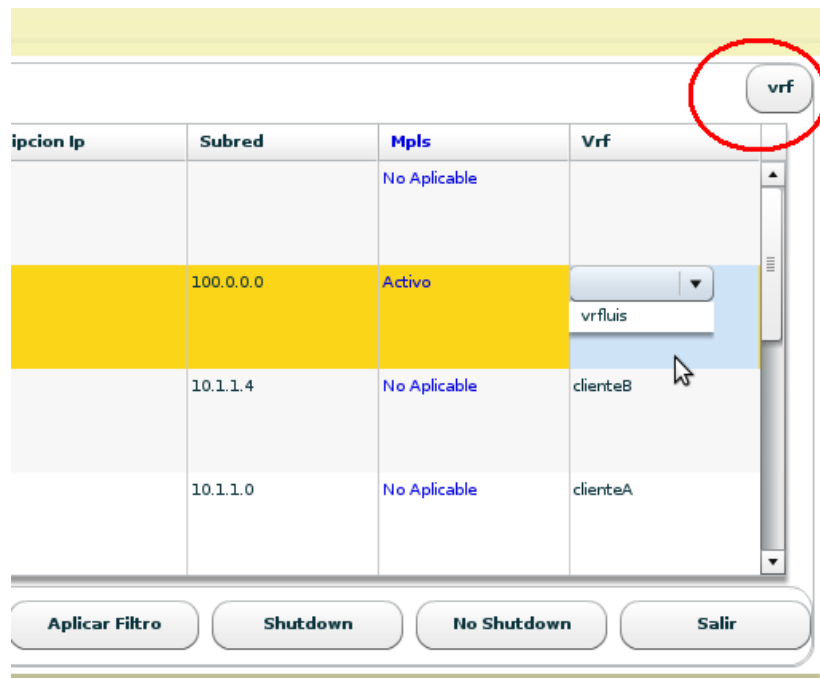 vrf
ipcion Ip Subred Mpls Vrf
No Aplicable
100.0.0.0 Activo
vrfluis
10.1.1.4 No Aplicable clienteB
10.1.1.0 No Aplicable clienteA
Aplicar Filtro Shutdown No Shutdown Salir